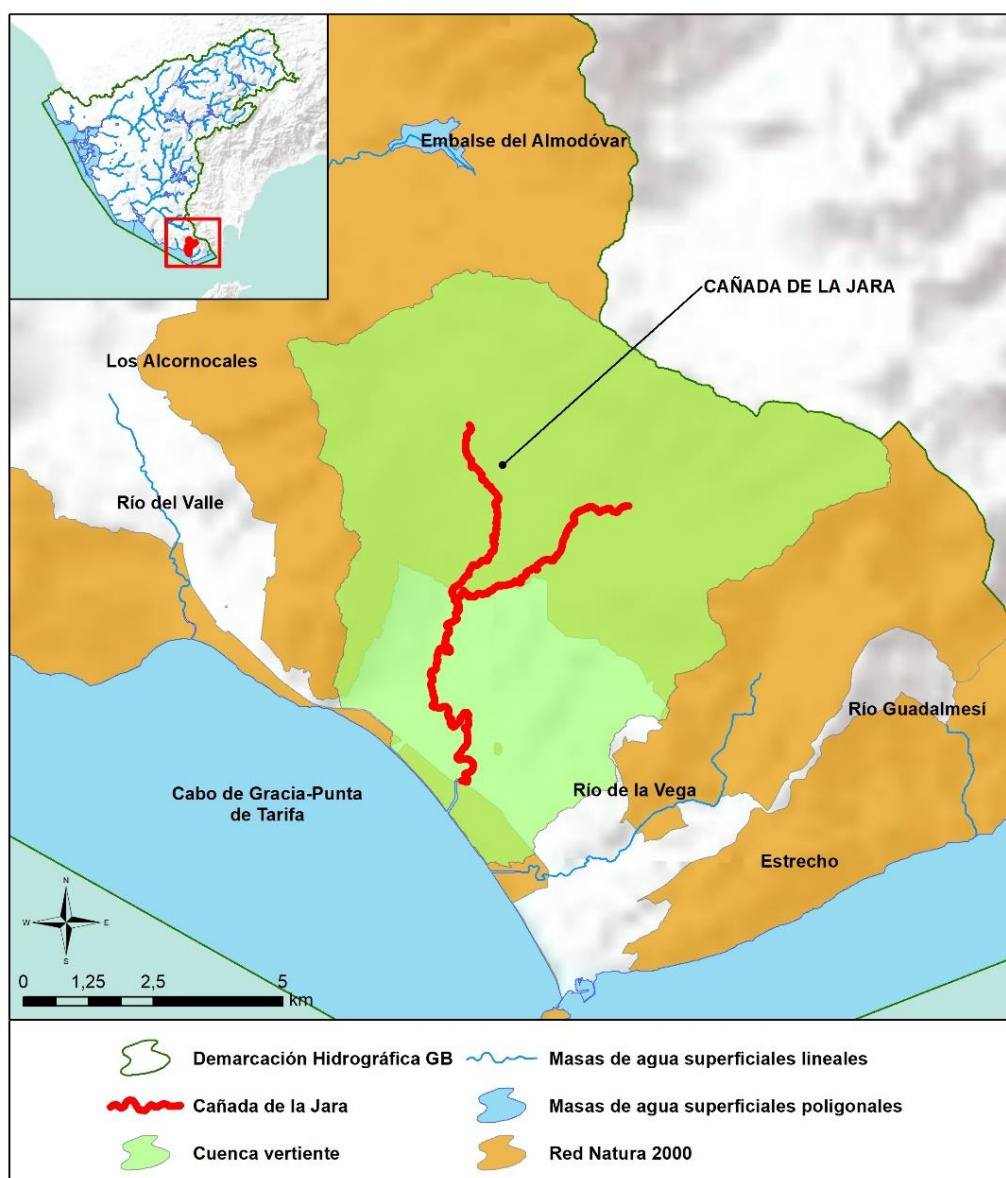 Embalse del Almodóvar
CAÑADA DE LA JARA
Los Alcornocales
Río del Valle
Río Guadalmesí
Cabo de Gracia-Punta
de Tarifa
Río de la Vega
Estrecho
N
W E
S
0 1,25 2,5 5
km
Demarcación Hidrográfica GB
Masas de agua superficiales lineales
Cañada de la Jara
Masas de agua superficiales poligonales
Cuenca vertiente
Red Natura 2000